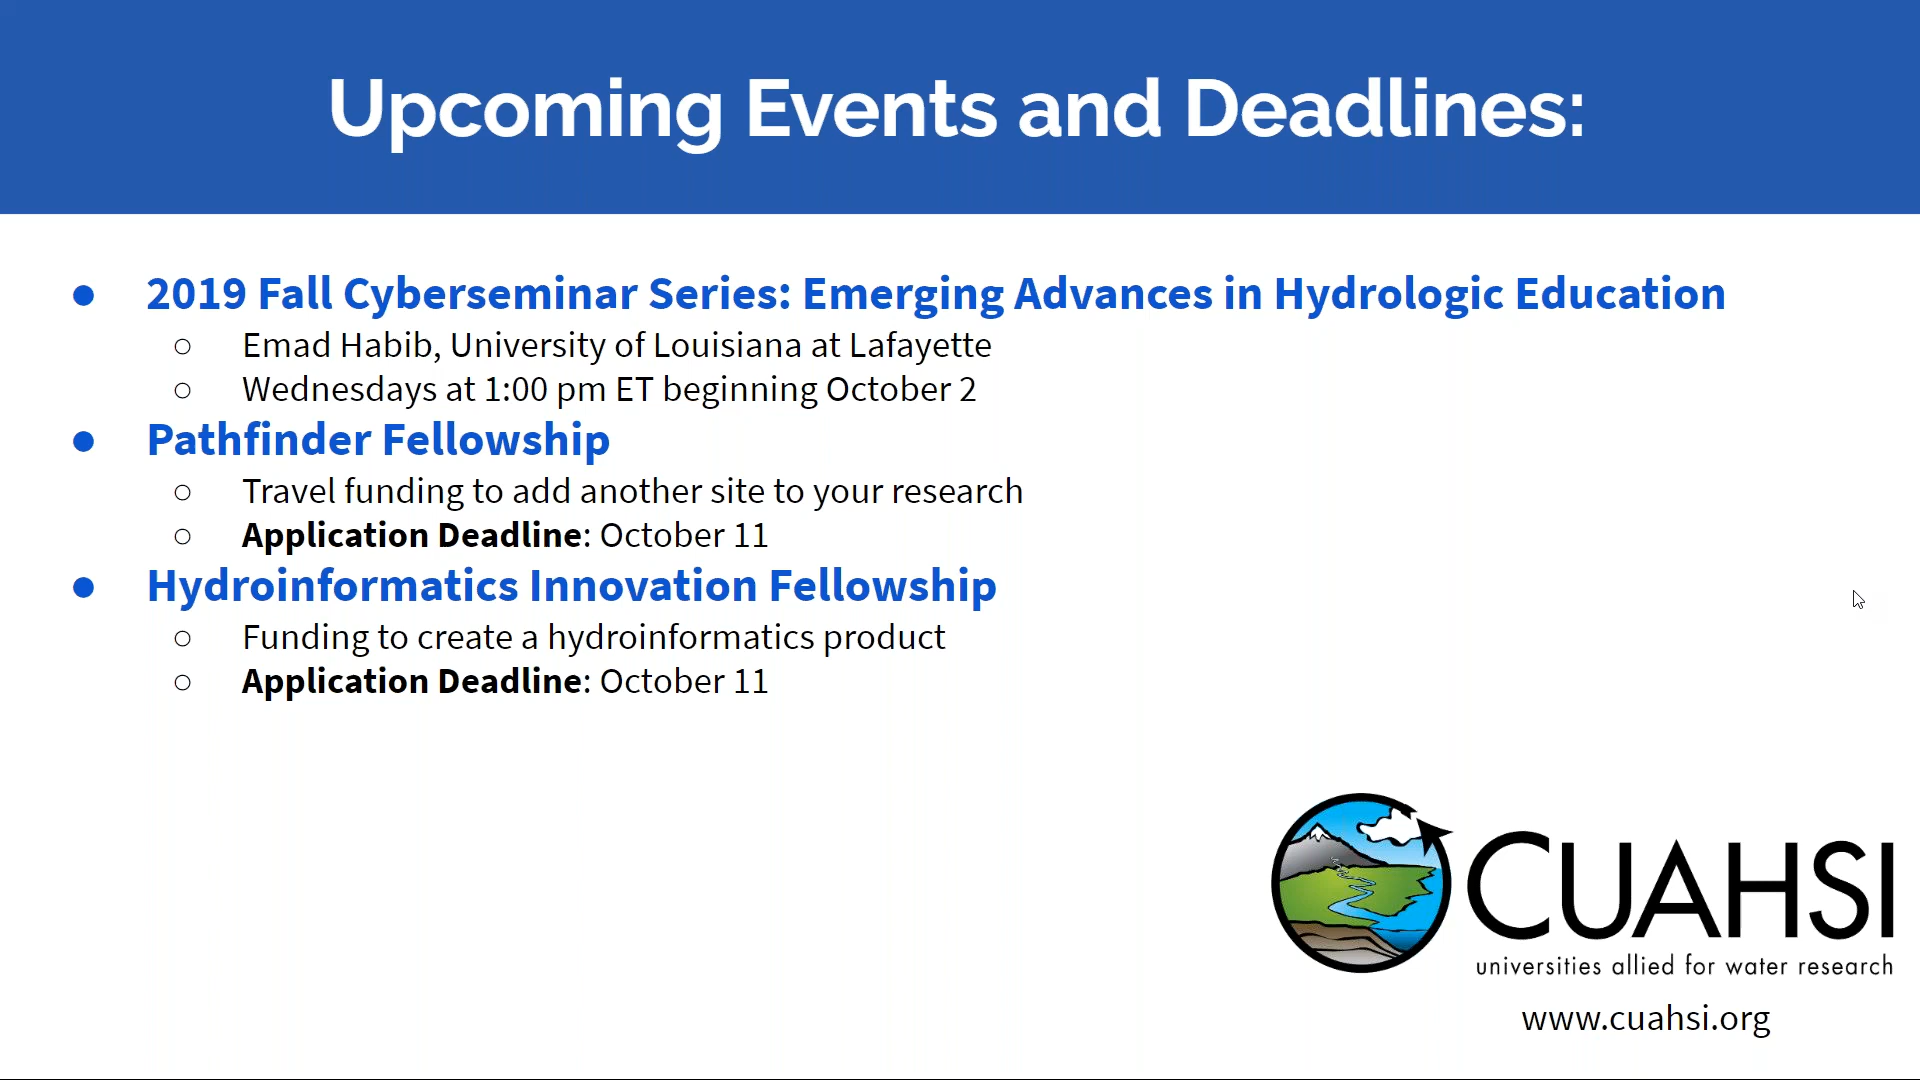 Upcoming Events and Deadlines:
● 2019 Fall Cyberseminar Series: Emerging Advances in Hydrologic Education
○ Emad Habib, University of Louisiana at Lafayette
○ Wednesdays at 1:00 pm ET beginning October 2
● Pathfinder Fellowship
○ Travel funding to add another site to your research
○ Application Deadline: October 11
● Hydroinformatics Innovation Fellowship
○ Funding to create a hydroinformatics product
○ Application Deadline: October 11
CUAHSI
universities allied for water research
www.cuahsi.org